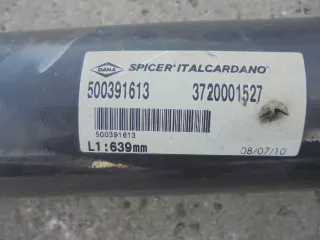 DANA SPICER® ITALCARDANO®
500391613 3720001527
500391613
L1:639mm 08/07/10